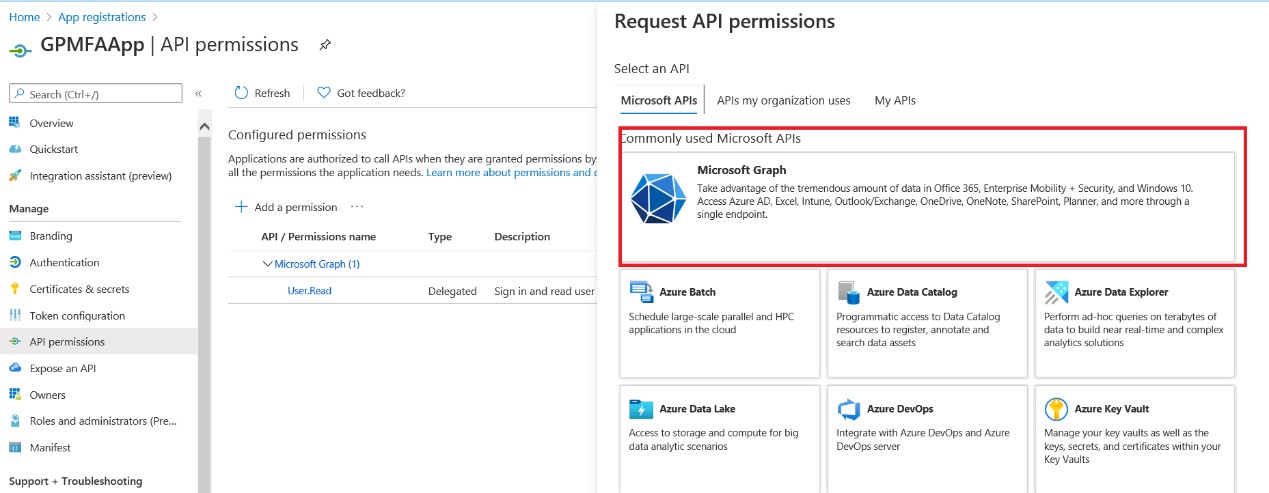 Home > App registrations >
GPMFAApp | API permissions
Search (Ctrl+/)
«
Overview
Quickstart
Integration assistant (preview)
Manage
Branding
Authentication
Certificates & secrets
Token configuration
API permissions
Expose an API
Owners
Roles and administrators (Pre...
Manifest
Support + Troubleshooting
Refresh
Got feedback?
Configured permissions
Applications are authorized to call APIs when they are granted permissions by
all the permissions the application needs. Learn more about permissions and c
Add a permission ...
API / Permissions name Type Description
Microsoft Graph (1)
User.Read Delegated Sign in and read user
Request API permissions
Select an API
Microsoft APIs APIs my organization uses My APIs
Commonly used Microsoft APIs
Microsoft Graph
Take advantage of the tremendous amount of data in Office 365, Enterprise Mobility + Security, and Windows 10.
Access Azure AD, Excel, Intune, Outlook/Exchange, OneDrive, OneNote, SharePoint, Planner, and more through a
single endpoint.
Azure Batch
Schedule large-scale parallel and HPC
applications in the cloud
Azure Data Catalog
Programmatic access to Data Catalog
resources to register, annotate and
search data assets
Azure Data Explorer
Perform ad-hoc queries on terabytes of
data to build near real-time and complex
analytics solutions
Azure Data Lake
Access to storage and compute for big
data analytic scenarios
Azure DevOps
Integrate with Azure DevOps and Azure
DevOps server
Azure Key Vault
Manage your key vaults as well as the
keys, secrets, and certificates within your
Key Vaults